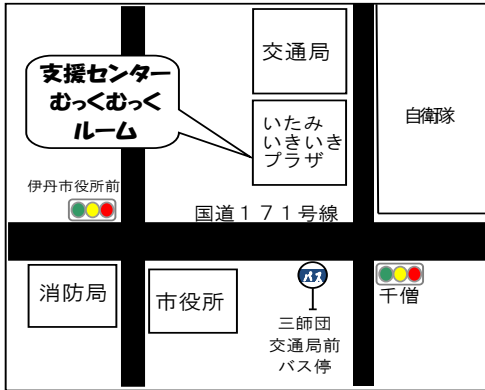 交通局
支援センター
むっくむっく
ルーム
いたみ
いきいき
プラザ
自衛隊
伊丹市役所前
国道１７１号線
消防局
市役所
バス
千僧
三師団
交通局前
バス停